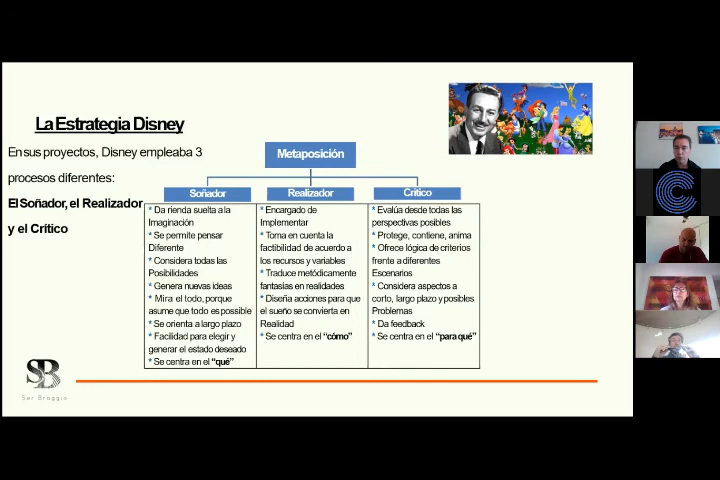 La Estrategia Disney
En sus proyectos, Disney empleaba 3
procesos diferentes:
El Soñador, el Realizador
y el Crítico
Metaposición
Soñador
* Da rienda suelta a la
Imaginación
* Se permite pensar
Diferente
* Considera todas las
Posibilidades
* Genera nuevas ideas
* Mira el todo, porque
asume que todo es posible
* Se orienta a largo plazo
* Facilidad para elegir y
generar el estado deseado
* Se centra en el "qué"
Realizador
* Encargado de
Implementar
* Toma en cuenta la
factibilidad de acuerdo a
los recursos y variables
* Traduce metódicamente
fantasías en realidades
* Diseña acciones para que
el sueño se convierta en
Realidad
* Se centra en el "cómo"
Crítico
* Evalúa desde todas las
perspectivas posibles
* Protege, contiene, anima
* Ofrece lógica de criterios
frente a diferentes
Escenarios
* Considera aspectos a
corto, largo plazo y posibles
Problemas
* Da feedback
* Se centra en el "para qué"
SB
Ser Braggio